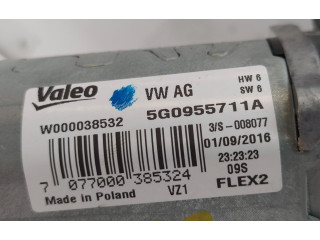 Valeo VW AG HW 6
SW 6
W000038532 5G0955711A
3/S-008077
01/09/2016
23:23:23
7 077000 385324 09S
Made in Poland VZ1 FLEX2